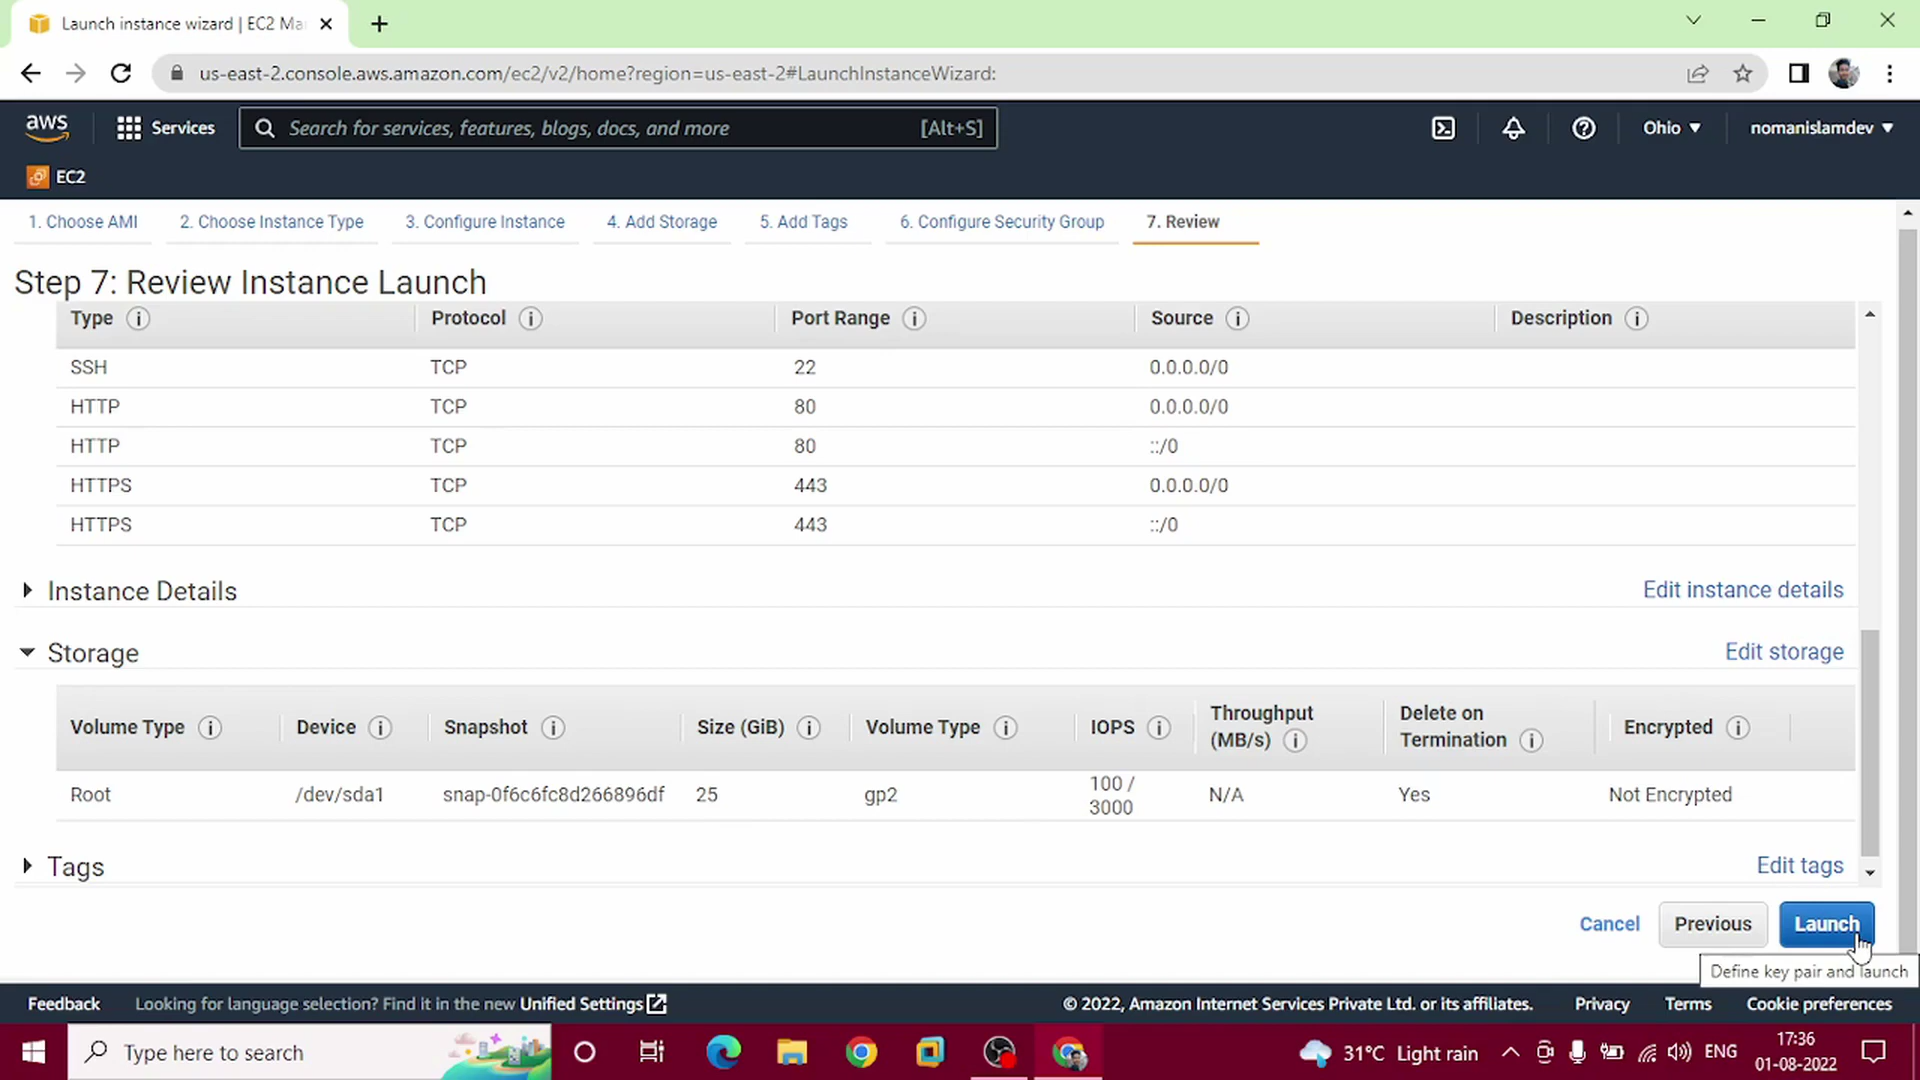 Launch instance wizard | EC2 Ma
us-east-2.console.aws.amazon.com/ec2/v2/home?region=us-east-2#LaunchInstanceWizard:
aws
Services
Search for services, features, blogs, docs, and more
[Alt+S]
Ohio
nomanislamdev
EC2
1. Choose AMI
2. Choose Instance Type
3. Configure Instance
4. Add Storage
5. Add Tags
6. Configure Security Group
7. Review
Step 7: Review Instance Launch
Type Protocol Port Range Source Description
SSH TCP 22 0.0.0.0/0
HTTP TCP 80 0.0.0.0/0
HTTP TCP 80 ::/0
HTTPS TCP 443 0.0.0.0/0
HTTPS TCP 443 ::/0
Instance Details
Edit instance details
Storage
Edit storage
Volume Type Device Snapshot Size (GiB) Volume Type IOPS Throughput (MB/s) Delete on Termination Encrypted
Root /dev/sda1 snap-0f6c6fc8d266896df 25 gp2 100 / 3000 N/A Yes Not Encrypted
Tags
Edit tags
Cancel
Previous
Launch
Define key pair and launch
Feedback
Looking for language selection? Find it in the new Unified Settings
© 2022, Amazon Internet Services Private Ltd. or its affiliates.
Privacy
Terms
Cookie preferences
Type here to search
31°C Light rain
ENG
17:36
01-08-2022